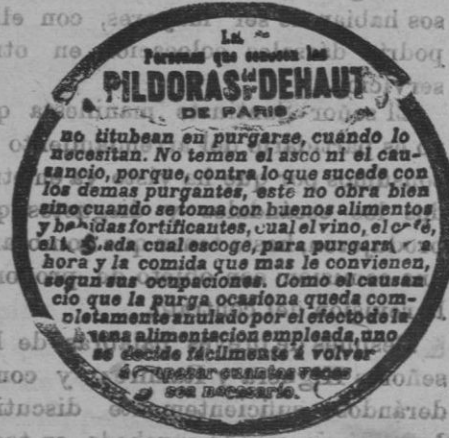 Las
Personas que conocen las
PILDORAS del Dr DEHAUT
DE PARIS
no titubean en purgarse, cuando lo
necesitan. No temen el asco ni el cau-
sancio, porque, contra lo que sucede con
los demas purgantes, este no obra bien
sino cuando se toma con buenos alimentos
y bebidas fortificantes, cual el vino, el café,
el té. Cada cual escoge, para purgarse, la
hora y la comida que mas le convienen,
segun sus ocupaciones. Como el causan
cio que la purga ocasiona queda com-
pletamente anulado por el efecto de la
buena alimentacion empleada, uno
se decide fácilmente á volver
á empezar cuantas veces
sea necesario.